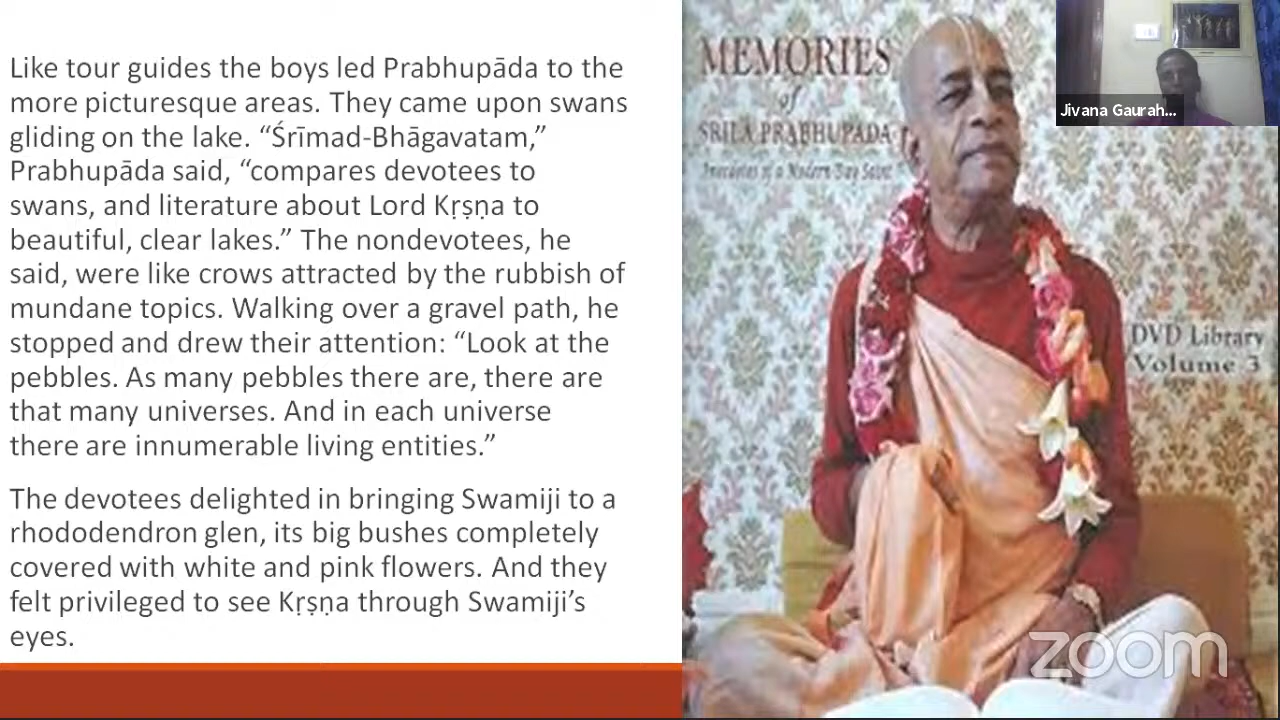 Like tour guides the boys led Prabhupāda to the
more picturesque areas. They came upon swans
gliding on the lake. “Śrīmad-Bhāgavatam,”
Prabhupāda said, “compares devotees to
swans, and literature about Lord Kṛṣṇa to
beautiful, clear lakes.” The nondevotees, he
said, were like crows attracted by the rubbish of
mundane topics. Walking over a gravel path, he
stopped and drew their attention: “Look at the
pebbles. As many pebbles there are, there are
that many universes. And in each universe
there are innumerable living entities.”
The devotees delighted in bringing Swamiji to a
rhododendron glen, its big bushes completely
covered with white and pink flowers. And they
felt privileged to see Kṛṣṇa through Swamiji’s
eyes.
MEMORIES
of
SRILA PRABHUPADA
Anecdotes of a Modern-Day Saint
DVD Library
Volume 3
Jivana Gaurah...
zoom